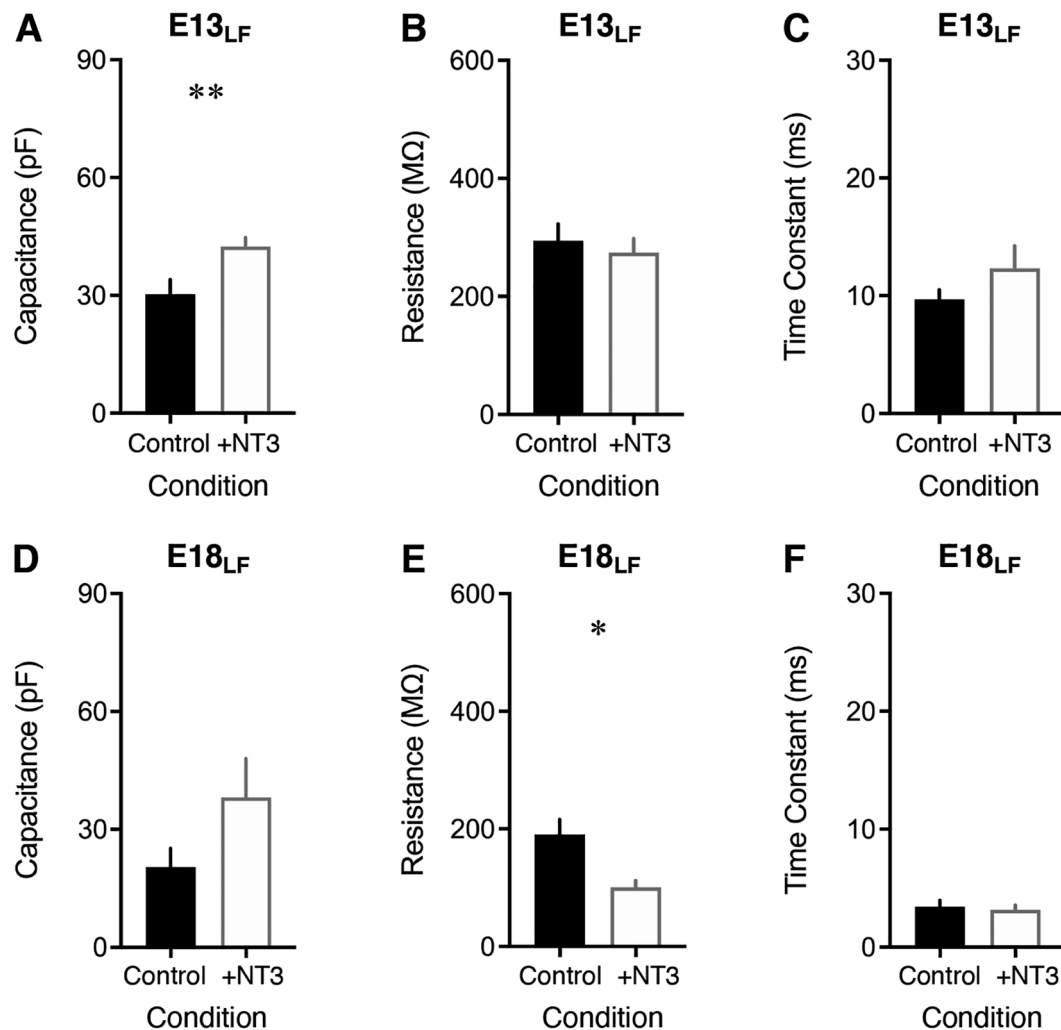 A
E13LF
90
60
30
0
Capacitance (pF)
**
Control +NT3
Condition
B
E13LF
600
400
200
0
Resistance (MΩ)
Control +NT3
Condition
C
E13LF
30
20
10
0
Time Constant (ms)
Control +NT3
Condition
D
E18LF
90
60
30
0
Capacitance (pF)
Control +NT3
Condition
E
E18LF
600
400
200
0
Resistance (MΩ)
*
Control +NT3
Condition
F
E18LF
30
20
10
0
Time Constant (ms)
Control +NT3
Condition